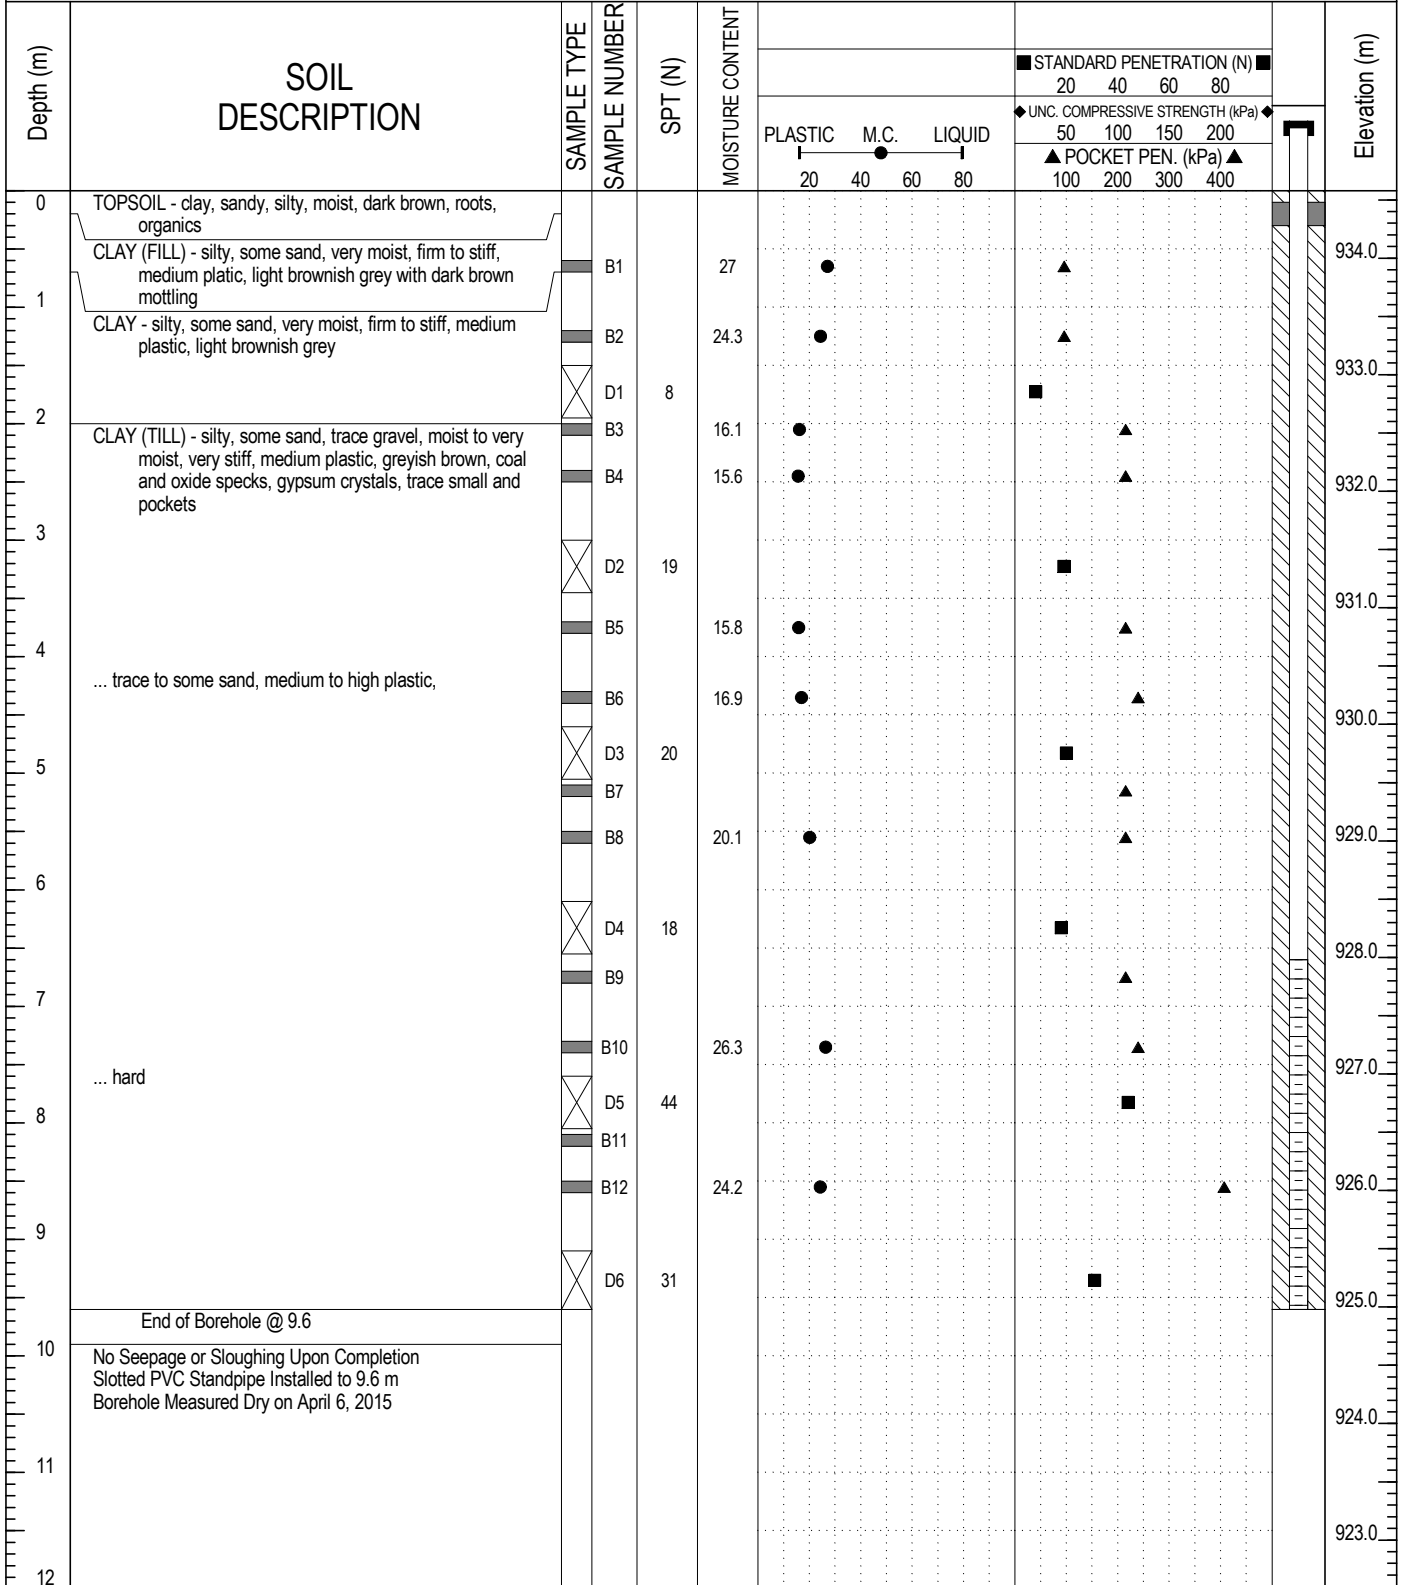 Depth (m)
SOIL
DESCRIPTION
SAMPLE TYPE
SAMPLE NUMBER
SPT (N)
MOISTURE CONTENT
PLASTIC M.C. LIQUID
20 40 60 80
■ STANDARD PENETRATION (N) ■
20 40 60 80
◆ UNC. COMPRESSIVE STRENGTH (kPa) ◆
50 100 150 200
▲ POCKET PEN. (kPa) ▲
100 200 300 400
Elevation (m)
0
TOPSOIL - clay, sandy, silty, moist, dark brown, roots,
organics
CLAY (FILL) - silty, some sand, very moist, firm to stiff,
medium platic, light brownish grey with dark brown
mottling
934.0
B1 27
1
CLAY - silty, some sand, very moist, firm to stiff, medium
plastic, light brownish grey
B2 24.3
933.0
D1 8
2
CLAY (TILL) - silty, some sand, trace gravel, moist to very
moist, very stiff, medium plastic, greyish brown, coal
and oxide specks, gypsum crystals, trace small and
pockets
B3 16.1
B4 15.6
932.0
3
D2 19
931.0
B5 15.8
4
... trace to some sand, medium to high plastic,
B6 16.9
930.0
D3 20
5
B7
B8 20.1
929.0
6
D4 18
928.0
B9
7
B10 26.3
927.0
... hard
D5 44
8
B11
B12 24.2
926.0
9
D6 31
925.0
End of Borehole @ 9.6
10
No Seepage or Sloughing Upon Completion
Slotted PVC Standpipe Installed to 9.6 m
Borehole Measured Dry on April 6, 2015
924.0
11
923.0
12